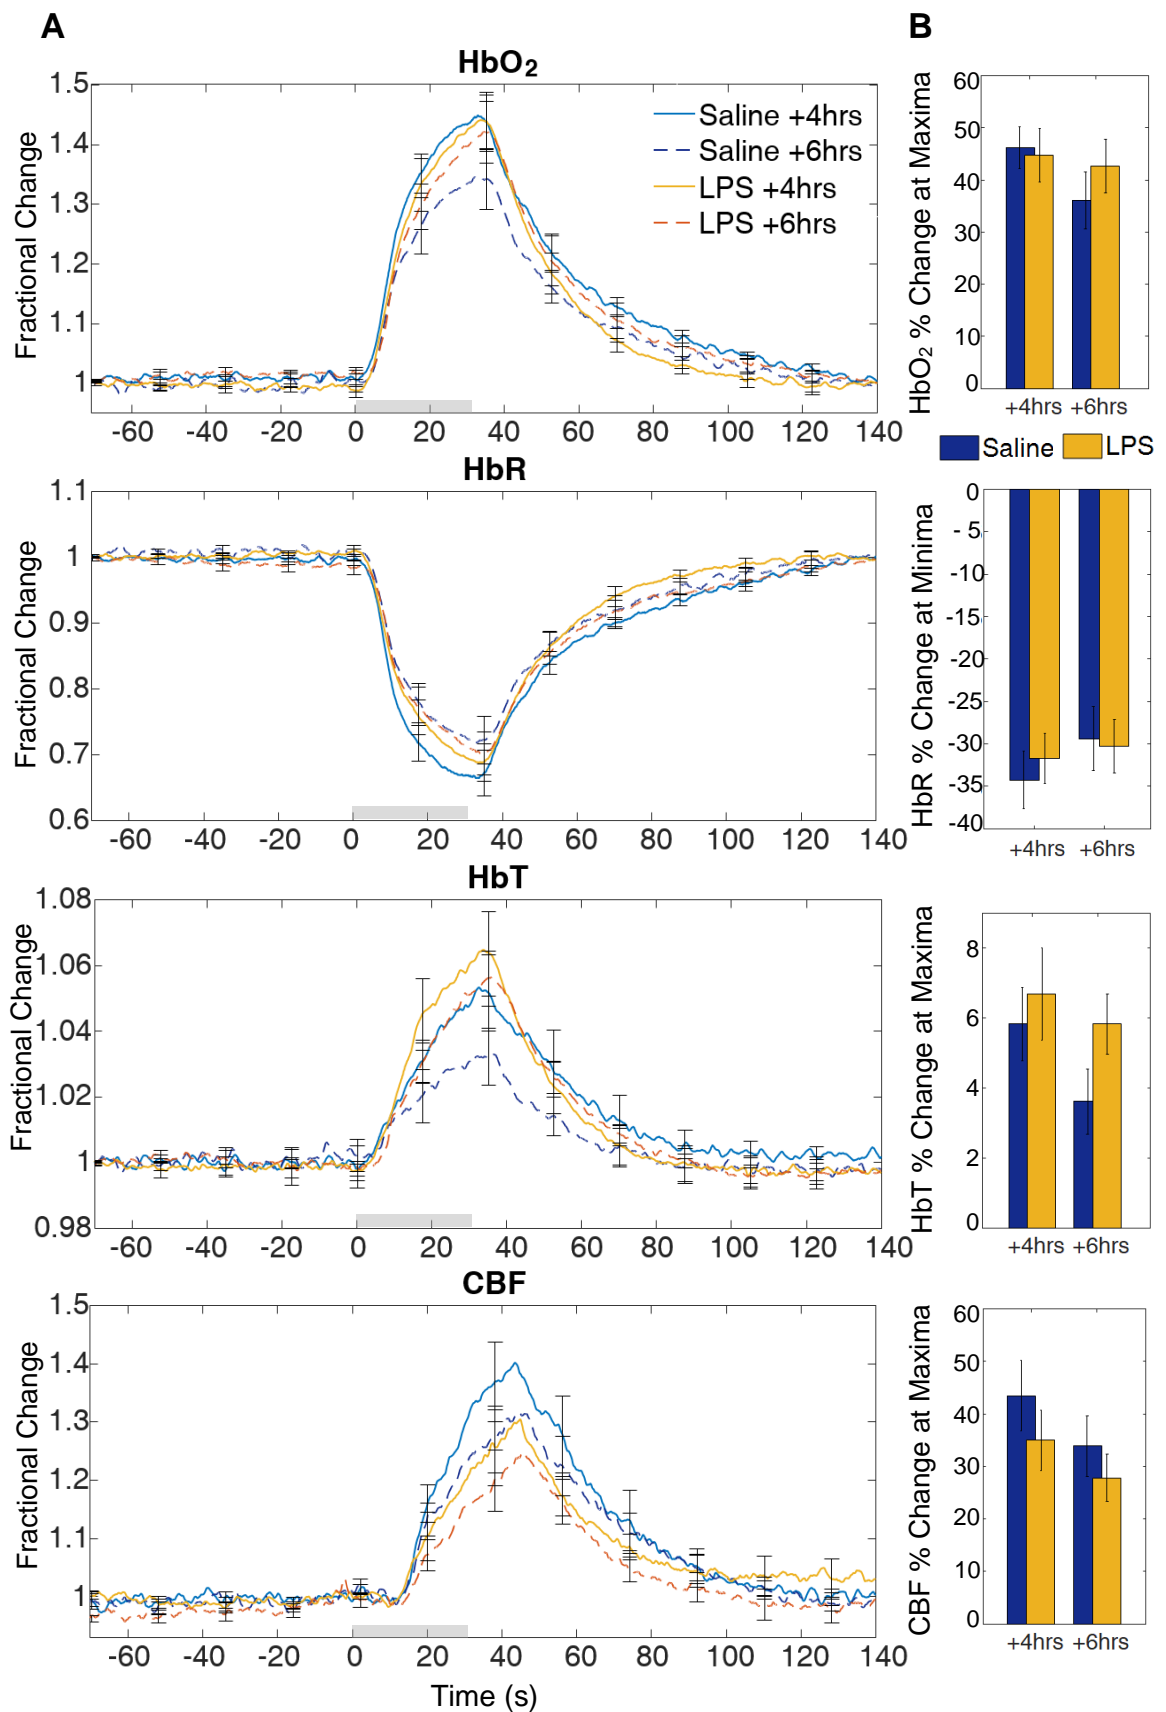 A
B
HbO2
Fractional Change
1.5
1.4
1.3
1.2
1.1
1
-60 -40 -20 0 20 40 60 80 100 120 140
Saline +4hrs
Saline +6hrs
LPS +4hrs
LPS +6hrs
HbO2 % Change at Maxima
60
50
40
30
20
10
0
+4hrs +6hrs
Saline LPS
HbR
Fractional Change
1.1
1
0.9
0.8
0.7
0.6
-60 -40 -20 0 20 40 60 80 100 120 140
HbR % Change at Minima
0
-5
-10
-15
-20
-25
-30
-35
-40
+4hrs +6hrs
HbT
Fractional Change
1.08
1.06
1.04
1.02
1
0.98
-60 -40 -20 0 20 40 60 80 100 120 140
HbT % Change at Maxima
8
6
4
2
0
+4hrs +6hrs
CBF
Fractional Change
1.5
1.4
1.3
1.2
1.1
1
-60 -40 -20 0 20 40 60 80 100 120 140
Time (s)
CBF % Change at Maxima
60
50
40
30
20
10
0
+4hrs +6hrs